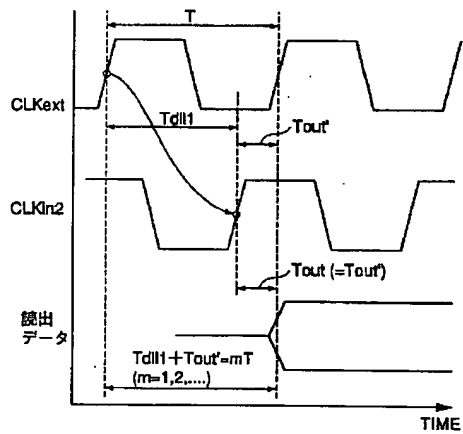 T
CLKext
Tdll1
Tout'
CLKin2
Tout (=Tout')
読出
データ
Tdll1+Tout'=mT
(m=1,2,....)
TIME